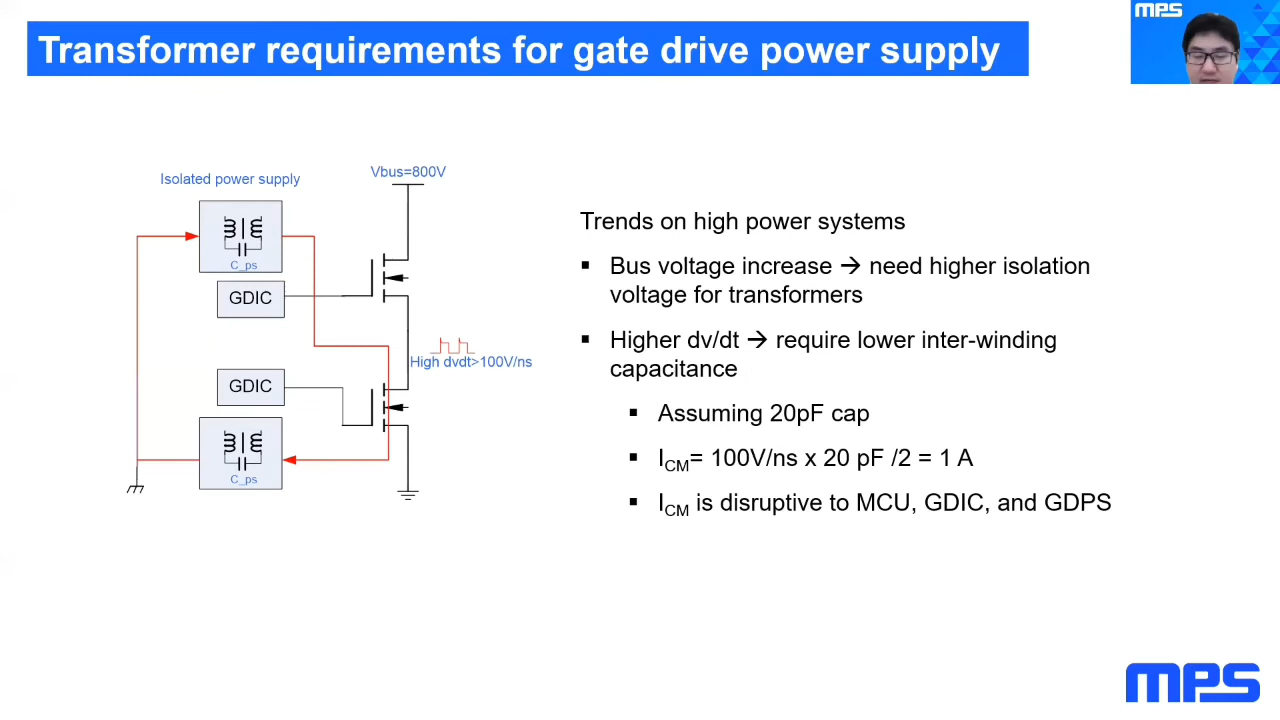 Transformer requirements for gate drive power supply
MPS
Isolated power supply
Vbus=800V
C_ps
GDIC
High dvdt>100V/ns
GDIC
C_ps
Trends on high power systems
▪ Bus voltage increase → need higher isolation
voltage for transformers
▪ Higher dv/dt → require lower inter-winding
capacitance
▪ Assuming 20pF cap
▪ ICM= 100V/ns x 20 pF /2 = 1 A
▪ ICM is disruptive to MCU, GDIC, and GDPS
MPS